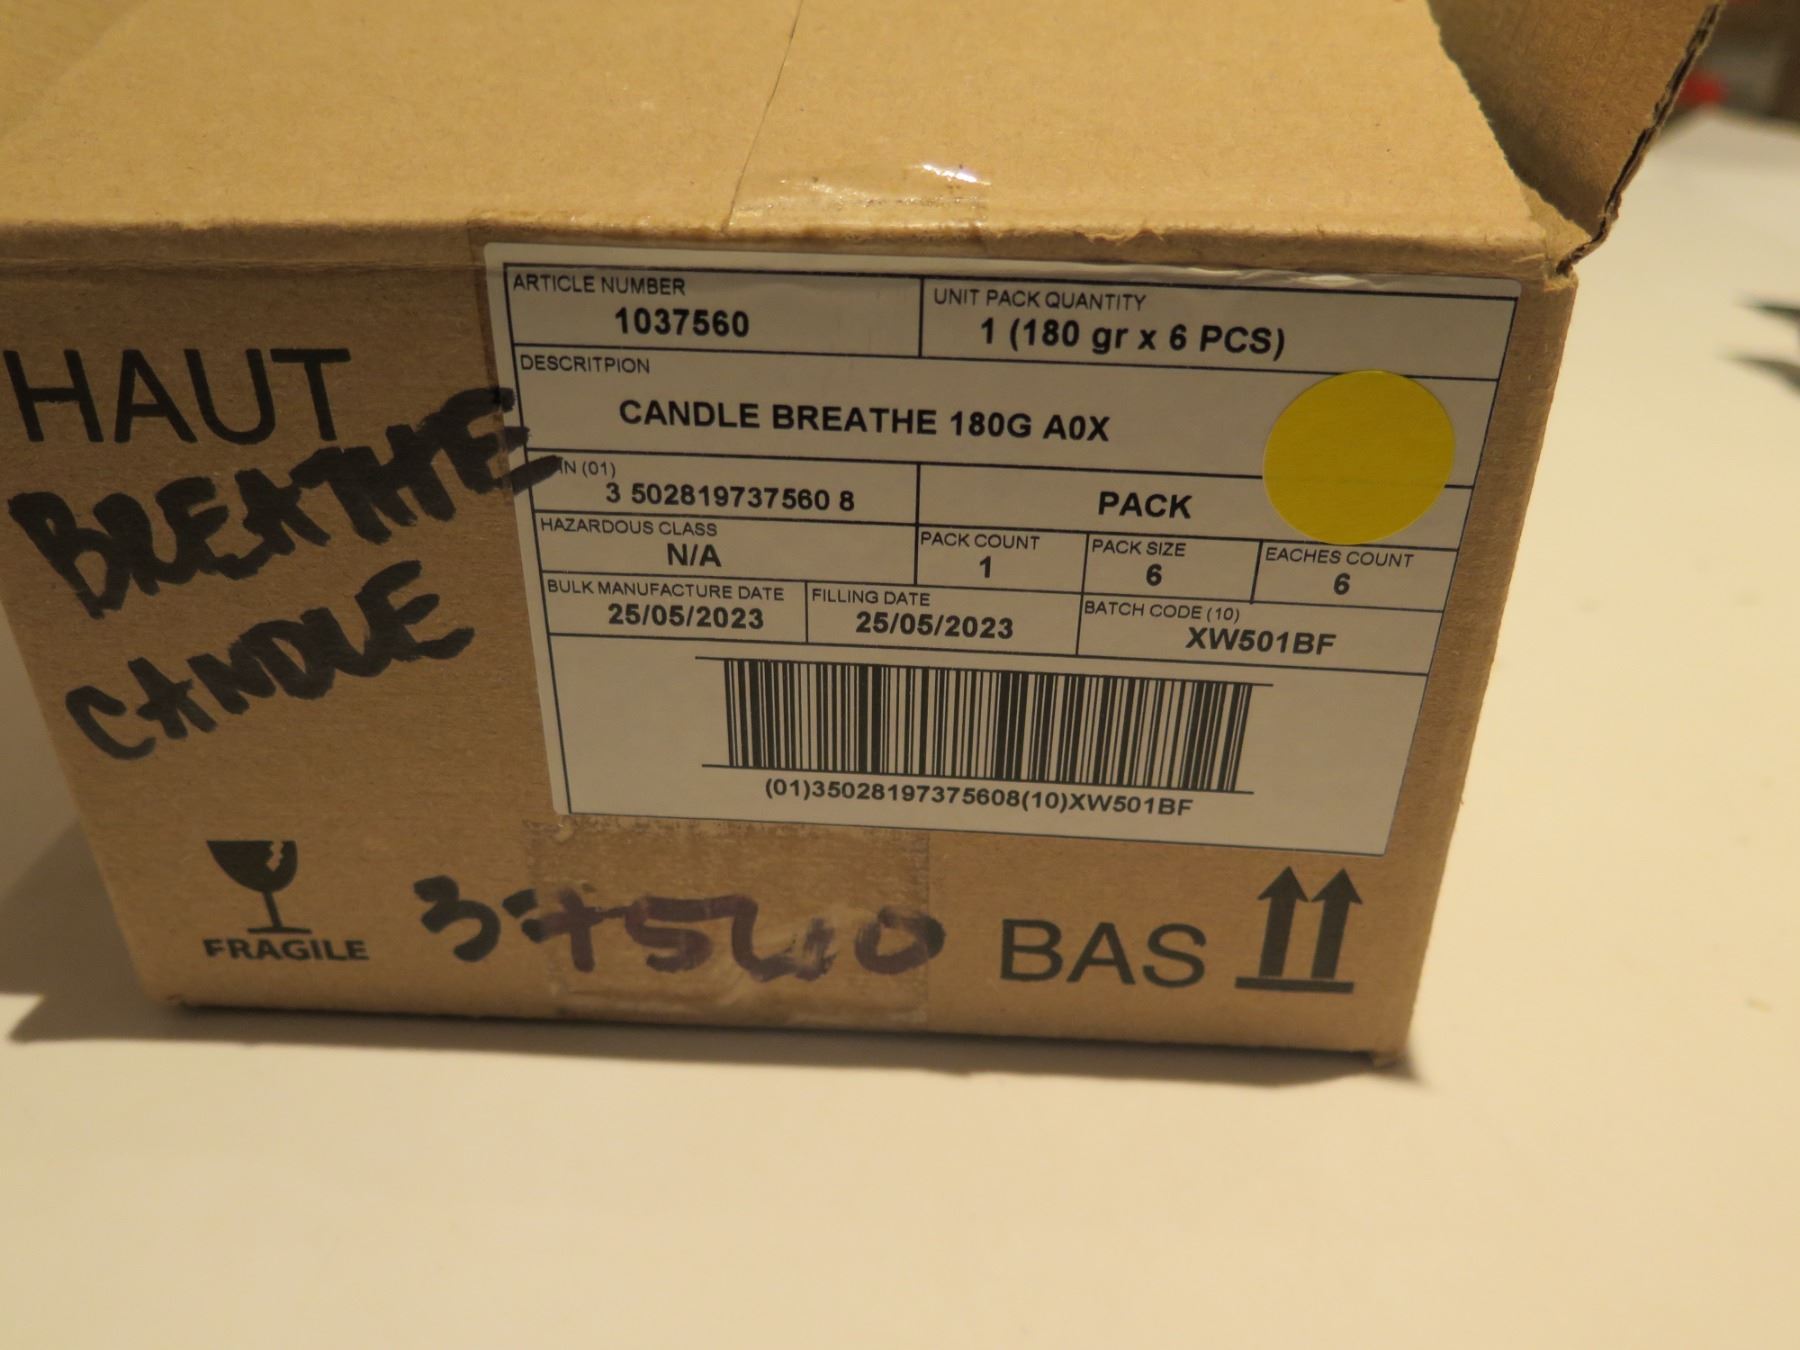 HAUT
BREATHE
CANDLE
ARTICLE NUMBER
1037560
UNIT PACK QUANTITY
1 (180 gr x 6 PCS)
DESCRITPION
CANDLE BREATHE 180G A0X
IN (01)
3 502819737560 8
PACK
HAZARDOUS CLASS
N/A
PACK COUNT
1
PACK SIZE
6
EACHES COUNT
6
BULK MANUFACTURE DATE
25/05/2023
FILLING DATE
25/05/2023
BATCH CODE (10)
XW501BF
(01)35028197375608(10)XW501BF
FRAGILE
BAS